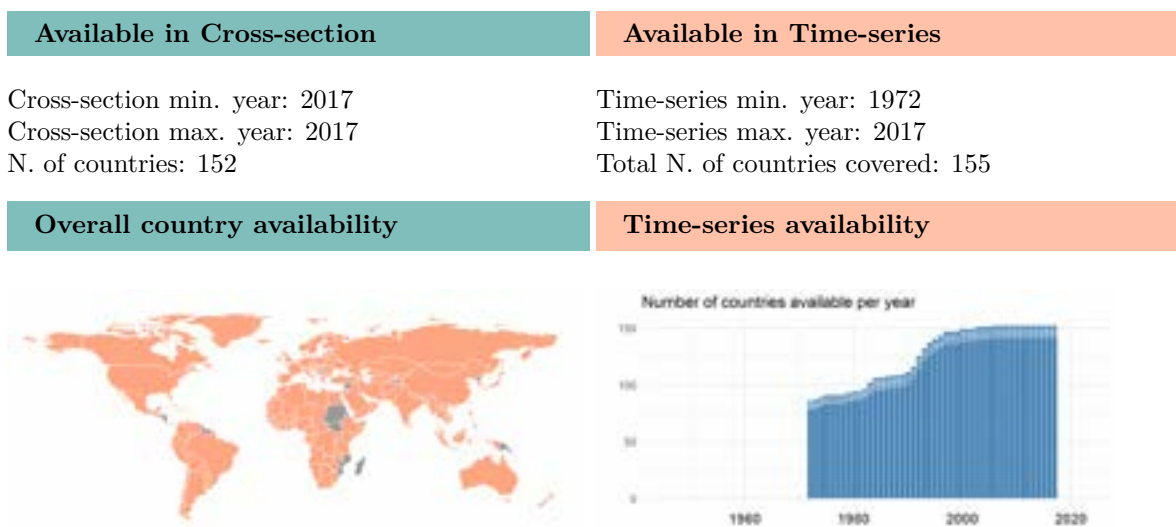 Available in Cross-section
Available in Time-series
Cross-section min. year: 2017
Cross-section max. year: 2017
N. of countries: 152
Time-series min. year: 1972
Time-series max. year: 2017
Total N. of countries covered: 155
Overall country availability
Time-series availability
Number of countries available per year
150
100
50
0
1960
1980
2000
2020